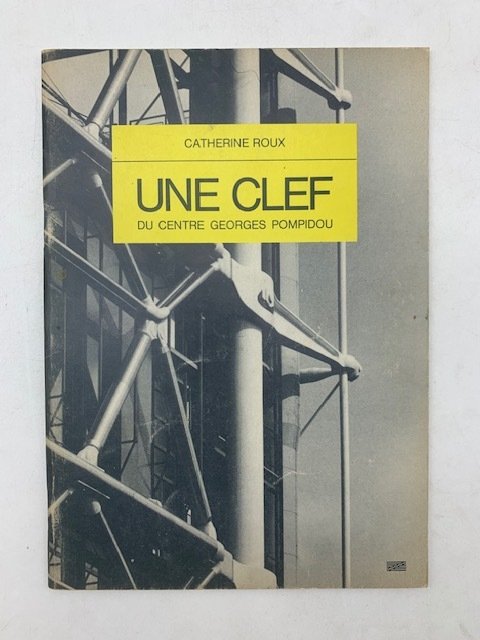 CATHERINE ROUX
UNE CLEF
DU CENTRE GEORGES POMPIDOU